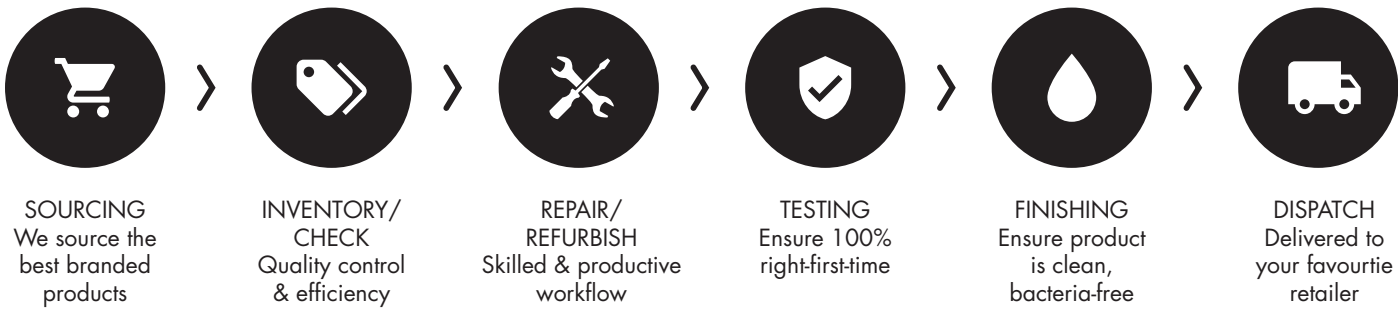 SOURCING
We source the
best branded
products
INVENTORY/
CHECK
Quality control
& efficiency
REPAIR/
REFURBISH
Skilled & productive
workflow
TESTING
Ensure 100%
right-first-time
FINISHING
Ensure product
is clean,
bacteria-free
DISPATCH
Delivered to
your favourtie
retailer